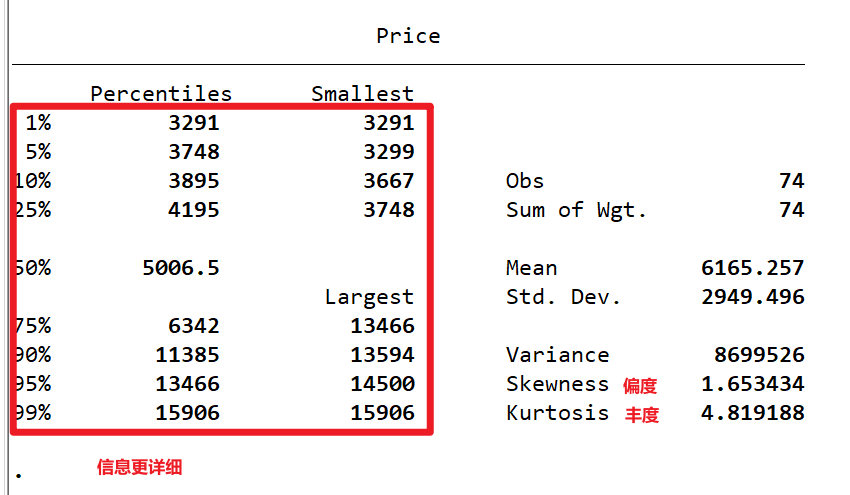 Price
Percentiles Smallest
1% 3291 3291
5% 3748 3299
10% 3895 3667 Obs 74
25% 4195 3748 Sum of Wgt. 74
50% 5006.5 Mean 6165.257
Largest Std. Dev. 2949.496
75% 6342 13466
90% 11385 13594 Variance 8699526
95% 13466 14500 Skewness 偏度 1.653434
99% 15906 15906 Kurtosis 丰度 4.819188
. 信息更详细